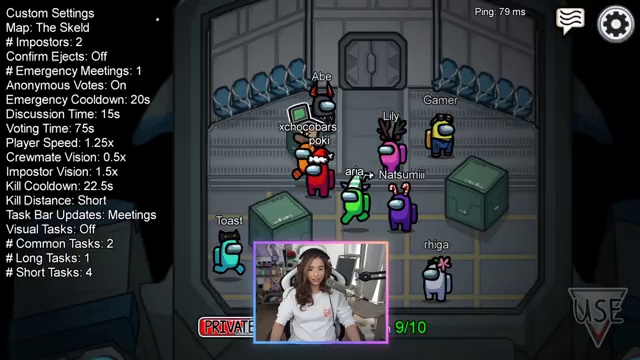 Custom Settings
Map: The Skeld
# Impostors: 2
Confirm Ejects: Off
# Emergency Meetings: 1
Anonymous Votes: On
Emergency Cooldown: 20s
Discussion Time: 15s
Voting Time: 75s
Player Speed: 1.25x
Crewmate Vision: 0.5x
Impostor Vision: 1.5x
Kill Cooldown: 22.5s
Kill Distance: Short
Task Bar Updates: Meetings
Visual Tasks: Off
# Common Tasks: 2
# Long Tasks: 1
# Short Tasks: 4
Ping: 79 ms
Abe
Gamer
Lily
xchocobars
poki
aria
Natsumiii
Toast
rhiga
USE
PRIVATE
9/10